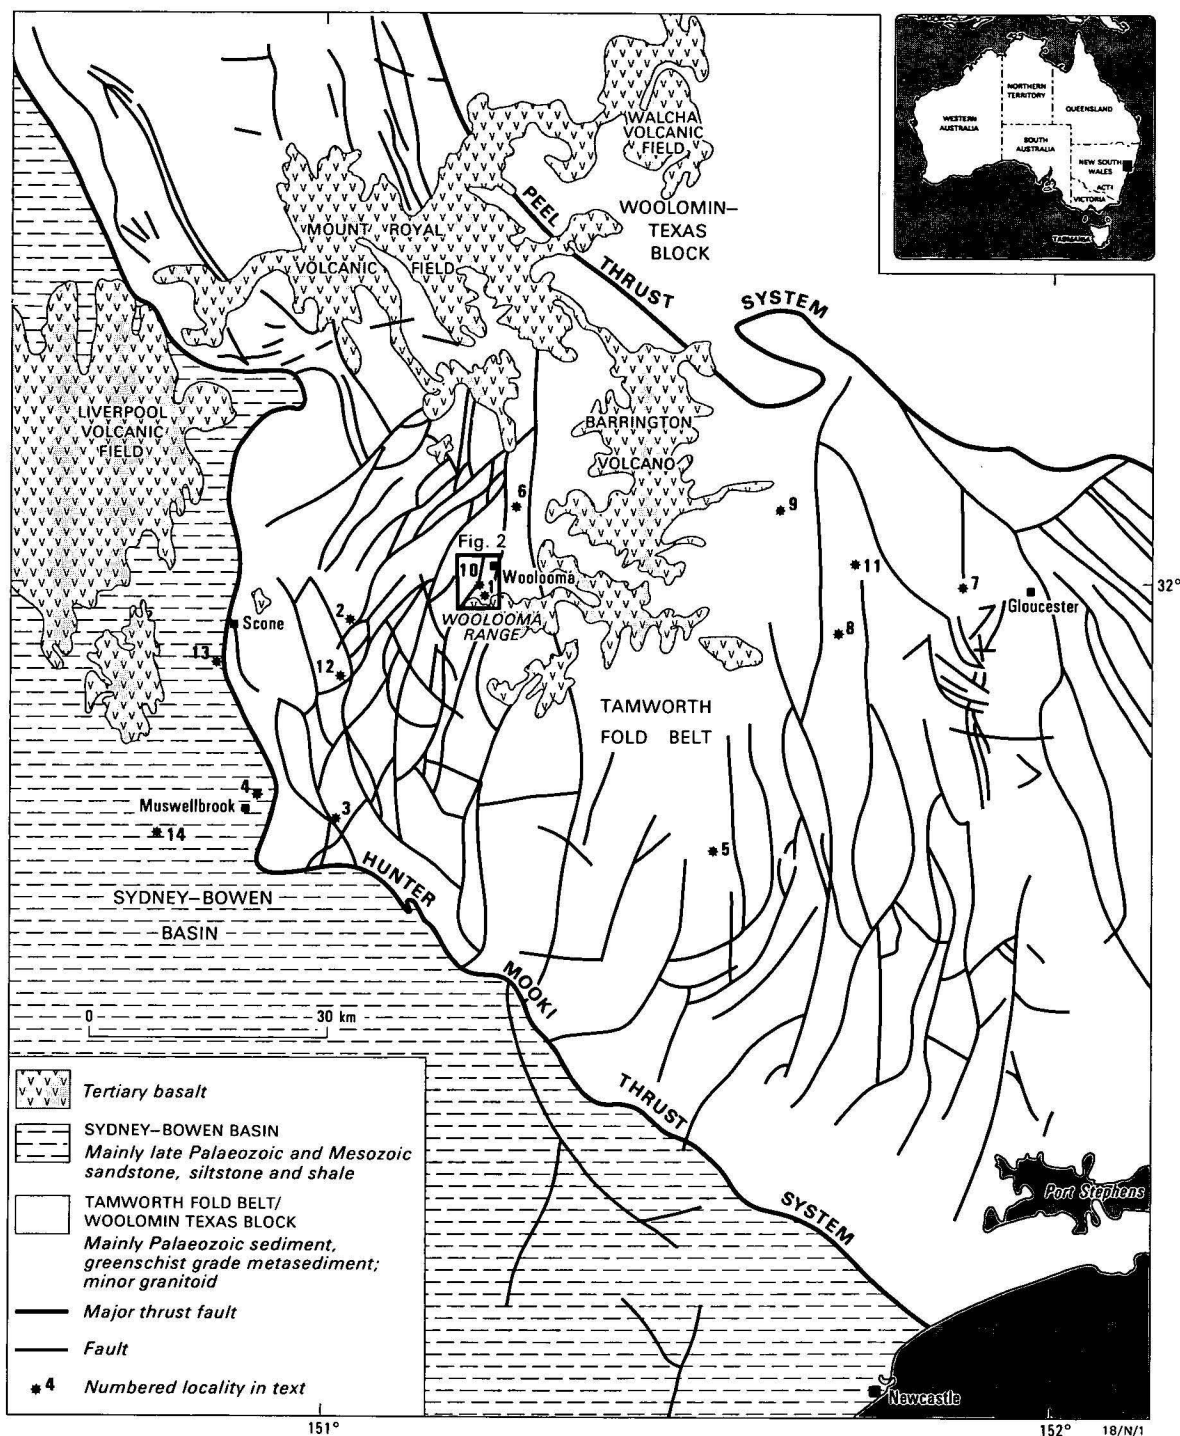 WALCHA
VOLCANIC
FIELD
WOOLOMIN–
TEXAS
BLOCK
PEEL
THRUST
SYSTEM
MOUNT ROYAL
VOLCANIC FIELD
LIVERPOOL
VOLCANIC
FIELD
BARRINGTON
VOLCANO
WESTERN
AUSTRALIA
NORTHERN
TERRITORY
QUEENSLAND
SOUTH
AUSTRALIA
NEW SOUTH
WALES
ACT
VICTORIA
TASMANIA
6
9
Fig. 2
10
1
Woolooma
WOOLOOMA
RANGE
11
7
32°
Gloucester
2
Scone
8
13
12
TAMWORTH
FOLD BELT
4
Muswellbrook
3
14
5
HUNTER
MOOKI
THRUST
SYSTEM
SYDNEY–BOWEN
BASIN
0 30 km
Port Stephens
Newcastle
Tertiary basalt
SYDNEY–BOWEN BASIN
Mainly late Palaeozoic and Mesozoic
sandstone, siltstone and shale
TAMWORTH FOLD BELT/
WOOLOMIN TEXAS BLOCK
Mainly Palaeozoic sediment,
greenschist grade metasediment;
minor granitoid
Major thrust fault
Fault
4 Numbered locality in text
151°
152°
18/N/1